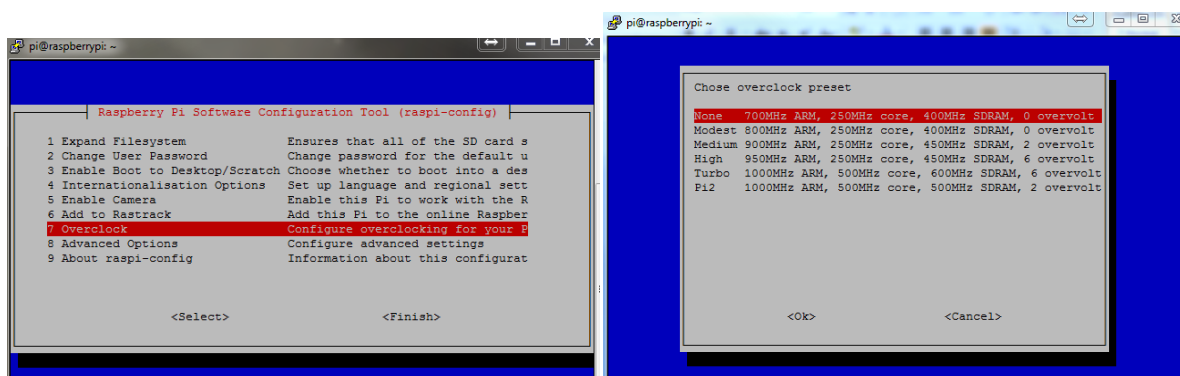 pi@raspberrypi: ~
Raspberry Pi Software Configuration Tool (raspi-config)
1 Expand Filesystem Ensures that all of the SD card s
2 Change User Password Change password for the default u
3 Enable Boot to Desktop/Scratch Choose whether to boot into a des
4 Internationalisation Options Set up language and regional sett
5 Enable Camera Enable this Pi to work with the R
6 Add to Rastrack Add this Pi to the online Raspber
7 Overclock Configure overclocking for your P
8 Advanced Options Configure advanced settings
9 About raspi-config Information about this configurat
<Select> <Finish>
pi@raspberrypi: ~
Chose overclock preset
None 700MHz ARM, 250MHz core, 400MHz SDRAM, 0 overvolt
Modest 800MHz ARM, 250MHz core, 400MHz SDRAM, 0 overvolt
Medium 900MHz ARM, 250MHz core, 450MHz SDRAM, 2 overvolt
High 950MHz ARM, 250MHz core, 450MHz SDRAM, 6 overvolt
Turbo 1000MHz ARM, 500MHz core, 600MHz SDRAM, 6 overvolt
Pi2 1000MHz ARM, 500MHz core, 500MHz SDRAM, 2 overvolt
<Ok> <Cancel>